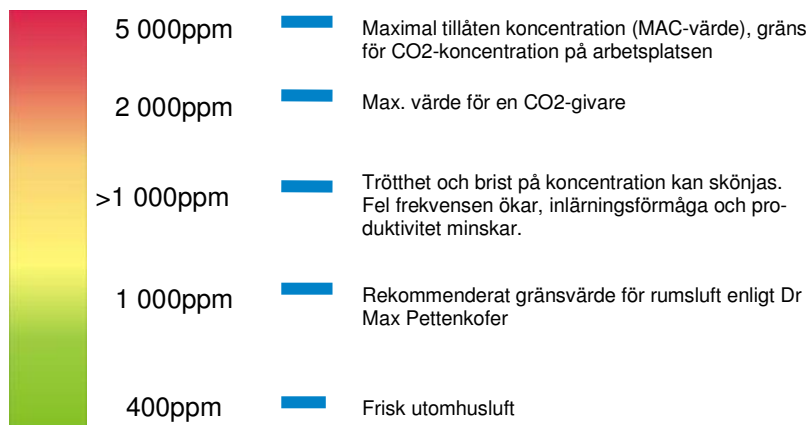 5 000ppm Maximal tillåten koncentration (MAC-värde), gräns
för CO2-koncentration på arbetsplatsen
2 000ppm Max. värde för en CO2-givare
>1 000ppm Trötthet och brist på koncentration kan skönjas.
Fel frekvensen ökar, inlärningsförmåga och pro-
duktivitet minskar.
1 000ppm Rekommenderat gränsvärde för rumsluft enligt Dr
Max Pettenkofer
400ppm Frisk utomhusluft